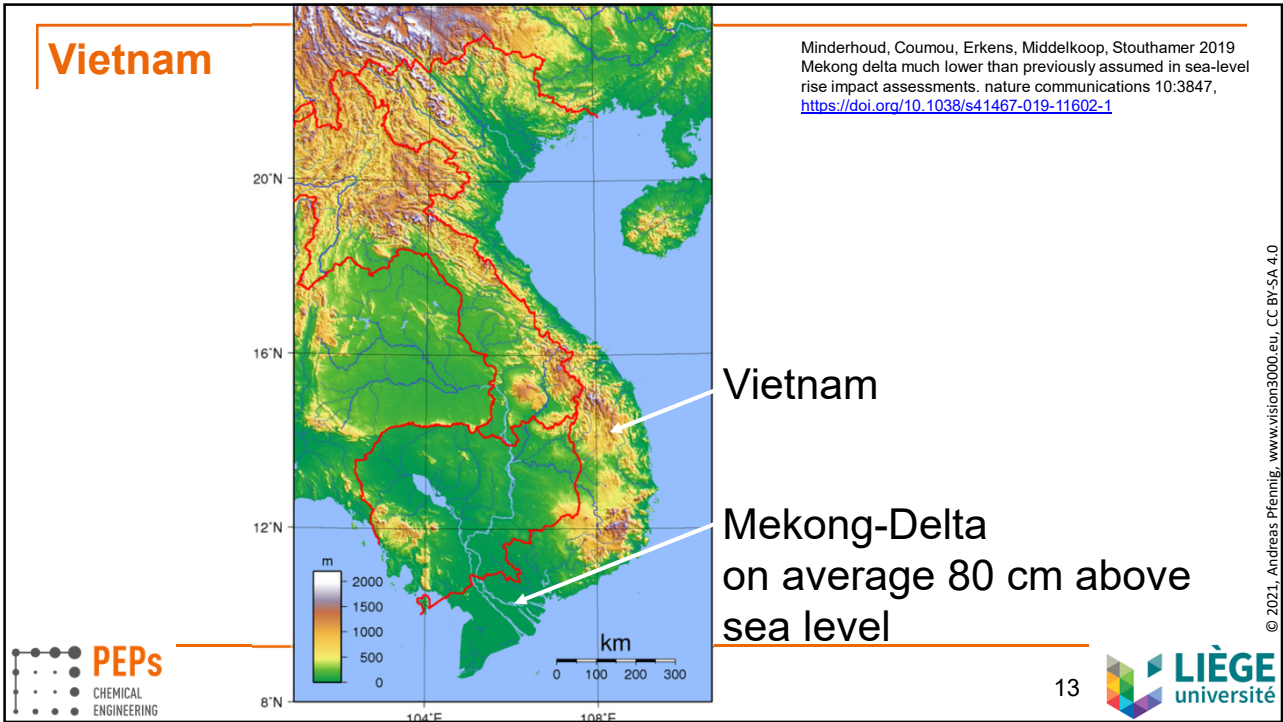 Vietnam
Minderhoud, Coumou, Erkens, Middelkoop, Stouthamer 2019
Mekong delta much lower than previously assumed in sea-level
rise impact assessments. nature communications 10:3847,
https://doi.org/10.1038/s41467-019-11602-1
20°N
16°N
12°N
8°N
104°E
108°E
m
2000
1500
1000
500
0
km
0 100 200 300
Vietnam
Mekong-Delta
on average 80 cm above
sea level
© 2021, Andreas Pfennig, www.vision3000.eu, CC BY-SA 4.0
PEPs
CHEMICAL
ENGINEERING
13
LIÈGE
université